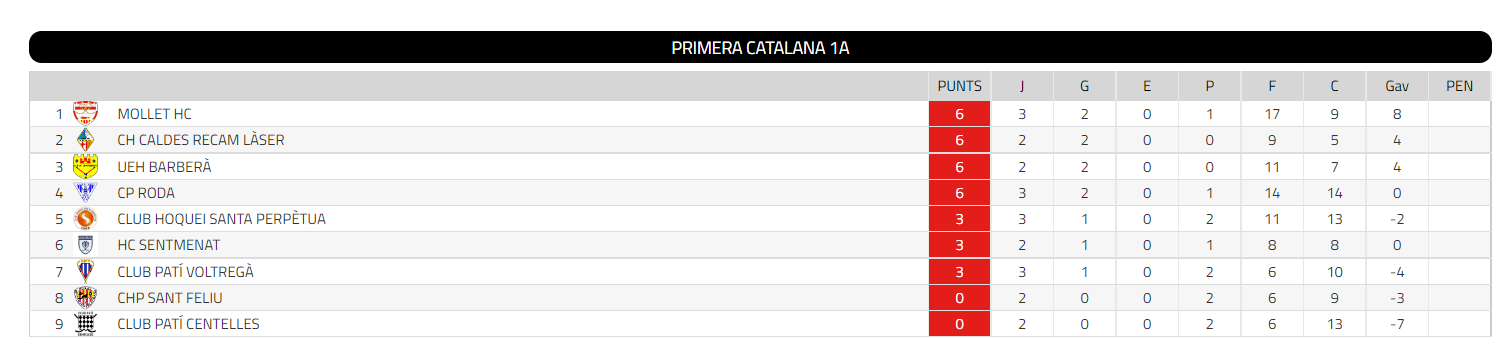 PRIMERA CATALANA 1A
PUNTS J G E P F C Gav PEN
1 MOLLET HC 6 3 2 0 1 17 9 8
2 CH CALDES RECAM LÀSER 6 2 2 0 0 9 5 4
3 UEH BARBERÀ 6 2 2 0 0 11 7 4
4 CP RODA 6 3 2 0 1 14 14 0
5 CLUB HOQUEI SANTA PERPÈTUA 3 3 1 0 2 11 13 -2
6 HC SENTMENAT 3 2 1 0 1 8 8 0
7 CLUB PATÍ VOLTREGÀ 3 3 1 0 2 6 10 -4
8 CHP SANT FELIU 0 2 0 0 2 6 9 -3
9 CLUB PATÍ CENTELLES 0 2 0 0 2 6 13 -7